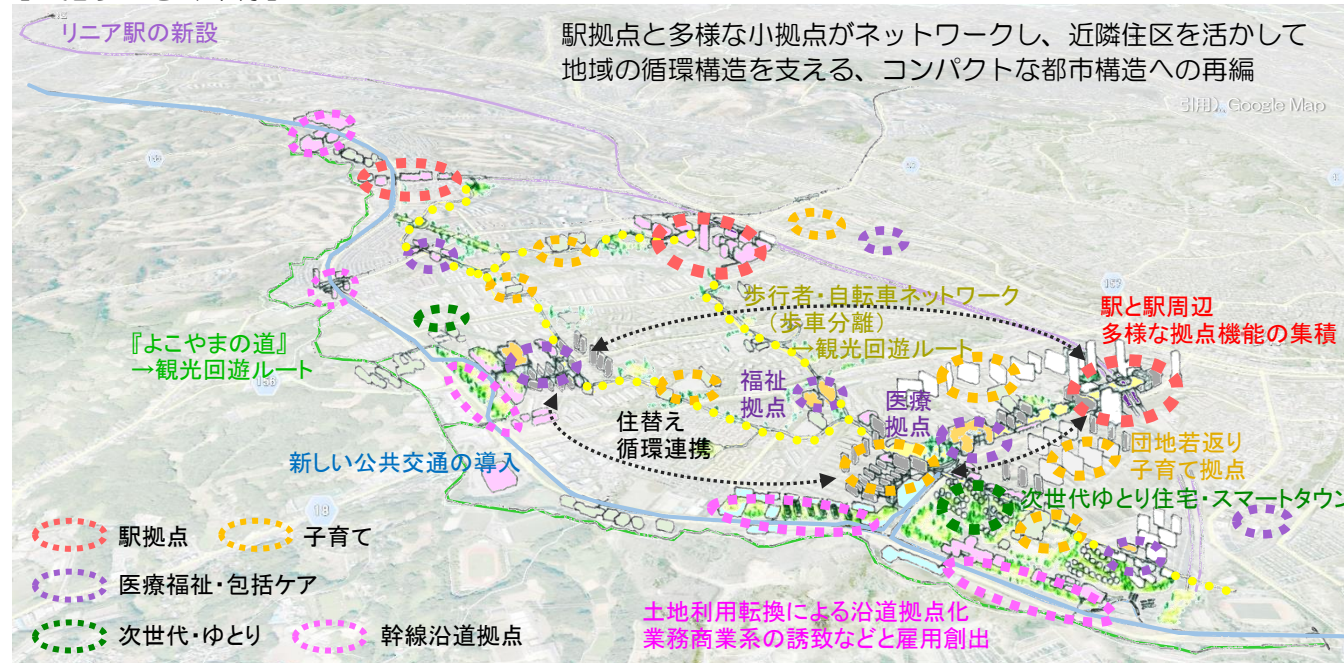 リニア駅の新設
駅拠点と多様な小拠点がネットワークし、近隣住区を活かして
地域の循環構造を支える、コンパクトな都市構造への再編
引用）、Google Map
歩行者・自転車ネットワーク
（歩車分離）
→観光回遊ルート
駅と駅周辺
多様な拠点機能の集積
『よこやまの道』
→観光回遊ルート
福祉
拠点
医療
拠点
住替え
循環連携
団地若返り
子育て拠点
新しい公共交通の導入
次世代ゆとり住宅・スマートタウン
18
駅拠点
子育て
医療福祉・包括ケア
次世代・ゆとり
幹線沿道拠点
土地利用転換による沿道拠点化
業務商業系の誘致などと雇用創出